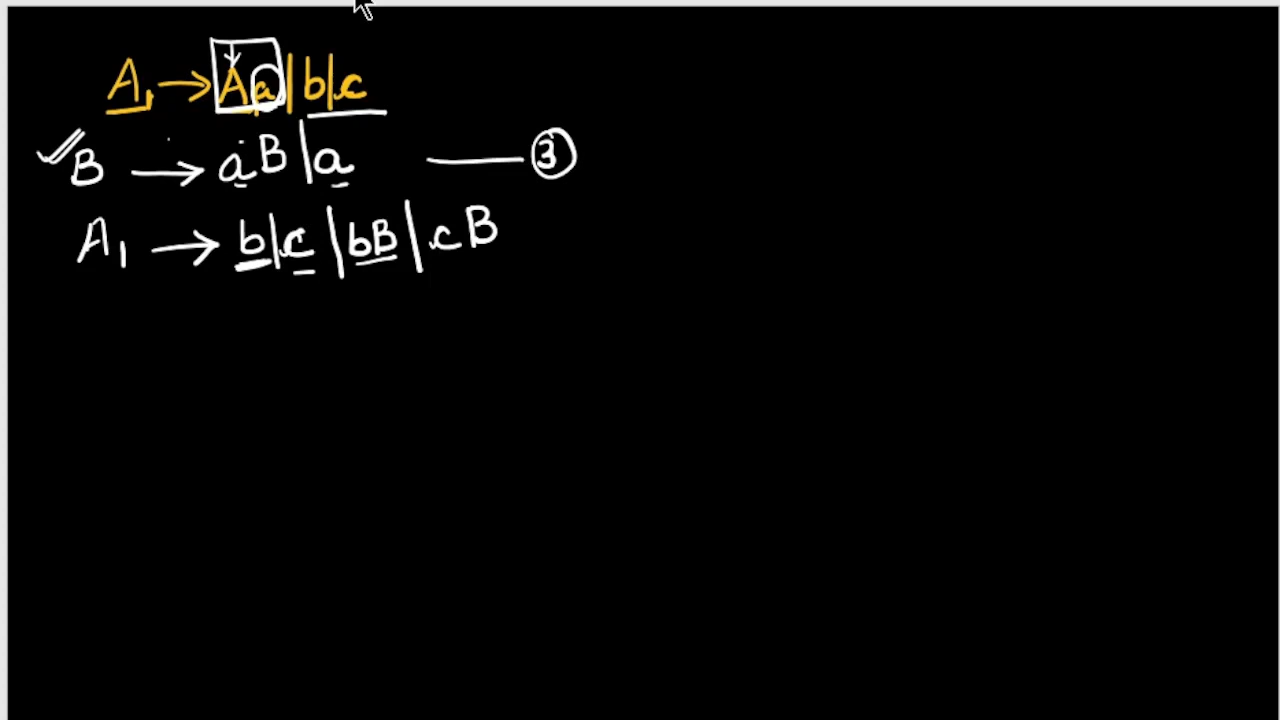 A₁ → Aa | b | c
B → aB | a ——— ③
A₁ → b | c | bB | cB